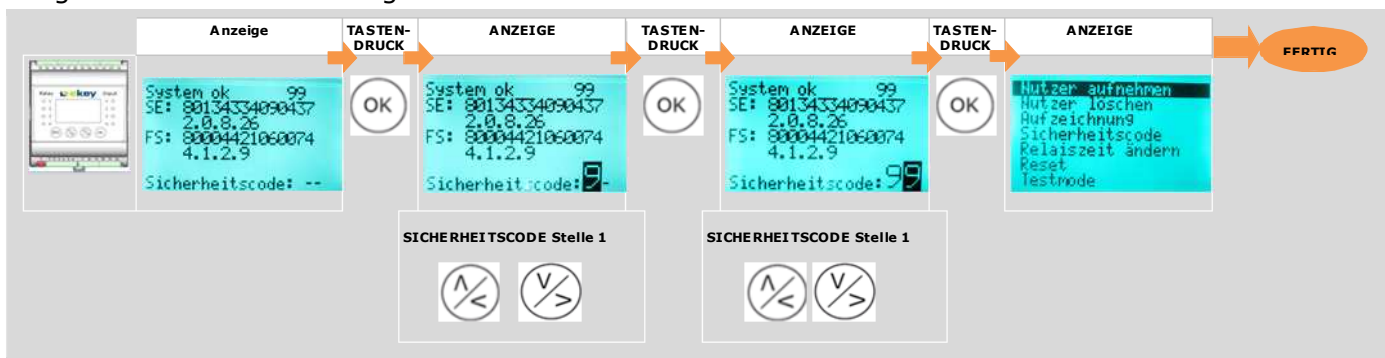 Anzeige
TASTEN-
DRUCK
ANZEIGE
TASTEN-
DRUCK
ANZEIGE
TASTEN-
DRUCK
ANZEIGE
FERTIG
ekey
System ok 99
SE: 80134334090437
2.0.8.26
FS: 80004421060074
4.1.2.9
Sicherheitscode: --
OK
System ok 99
SE: 80134334090437
2.0.8.26
FS: 80004421060074
4.1.2.9
Sicherheitscode:9-
OK
System ok 99
SE: 80134334090437
2.0.8.26
FS: 80004421060074
4.1.2.9
Sicherheitscode:99
OK
Nutzer aufnehmen
Nutzer löschen
Aufzeichnung
Sicherheitscode
Relaiszeit ändern
Reset
Testmode
SICHERHEITSCODE Stelle 1
SICHERHEITSCODE Stelle 1